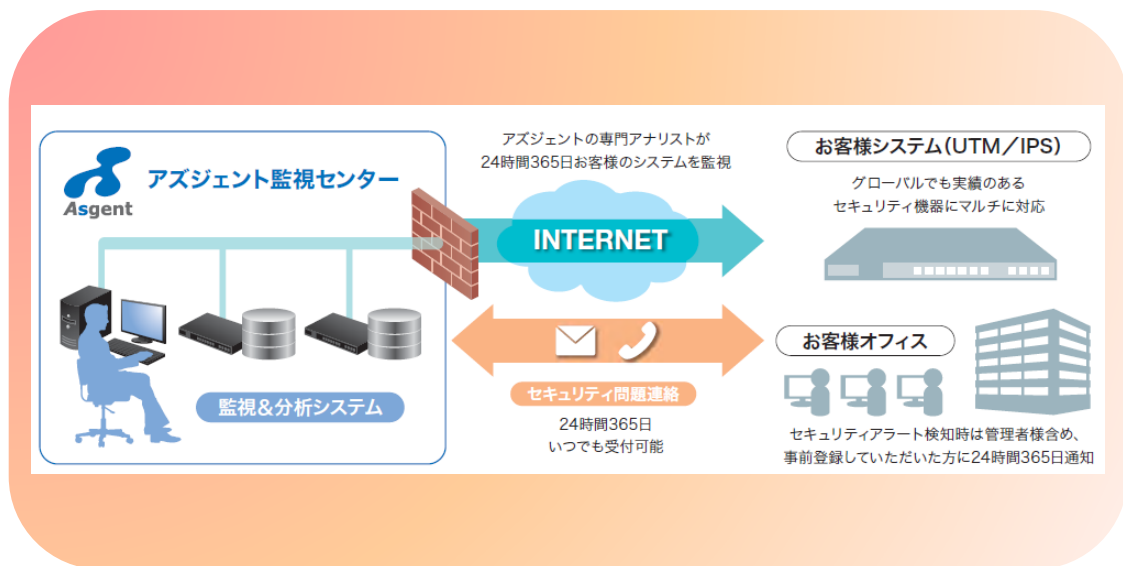 Asgent
アズジェント監視センター
監視&分析システム
アズジェントの専門アナリストが
24時間365日お客様のシステムを監視
INTERNET
セキュリティ問題連絡
24時間365日
いつでも受付可能
お客様システム(UTM/IPS)
グローバルでも実績のある
セキュリティ機器にマルチに対応
お客様オフィス
セキュリティアラート検知時は管理者様含め、
事前登録していただいた方に24時間365日通知